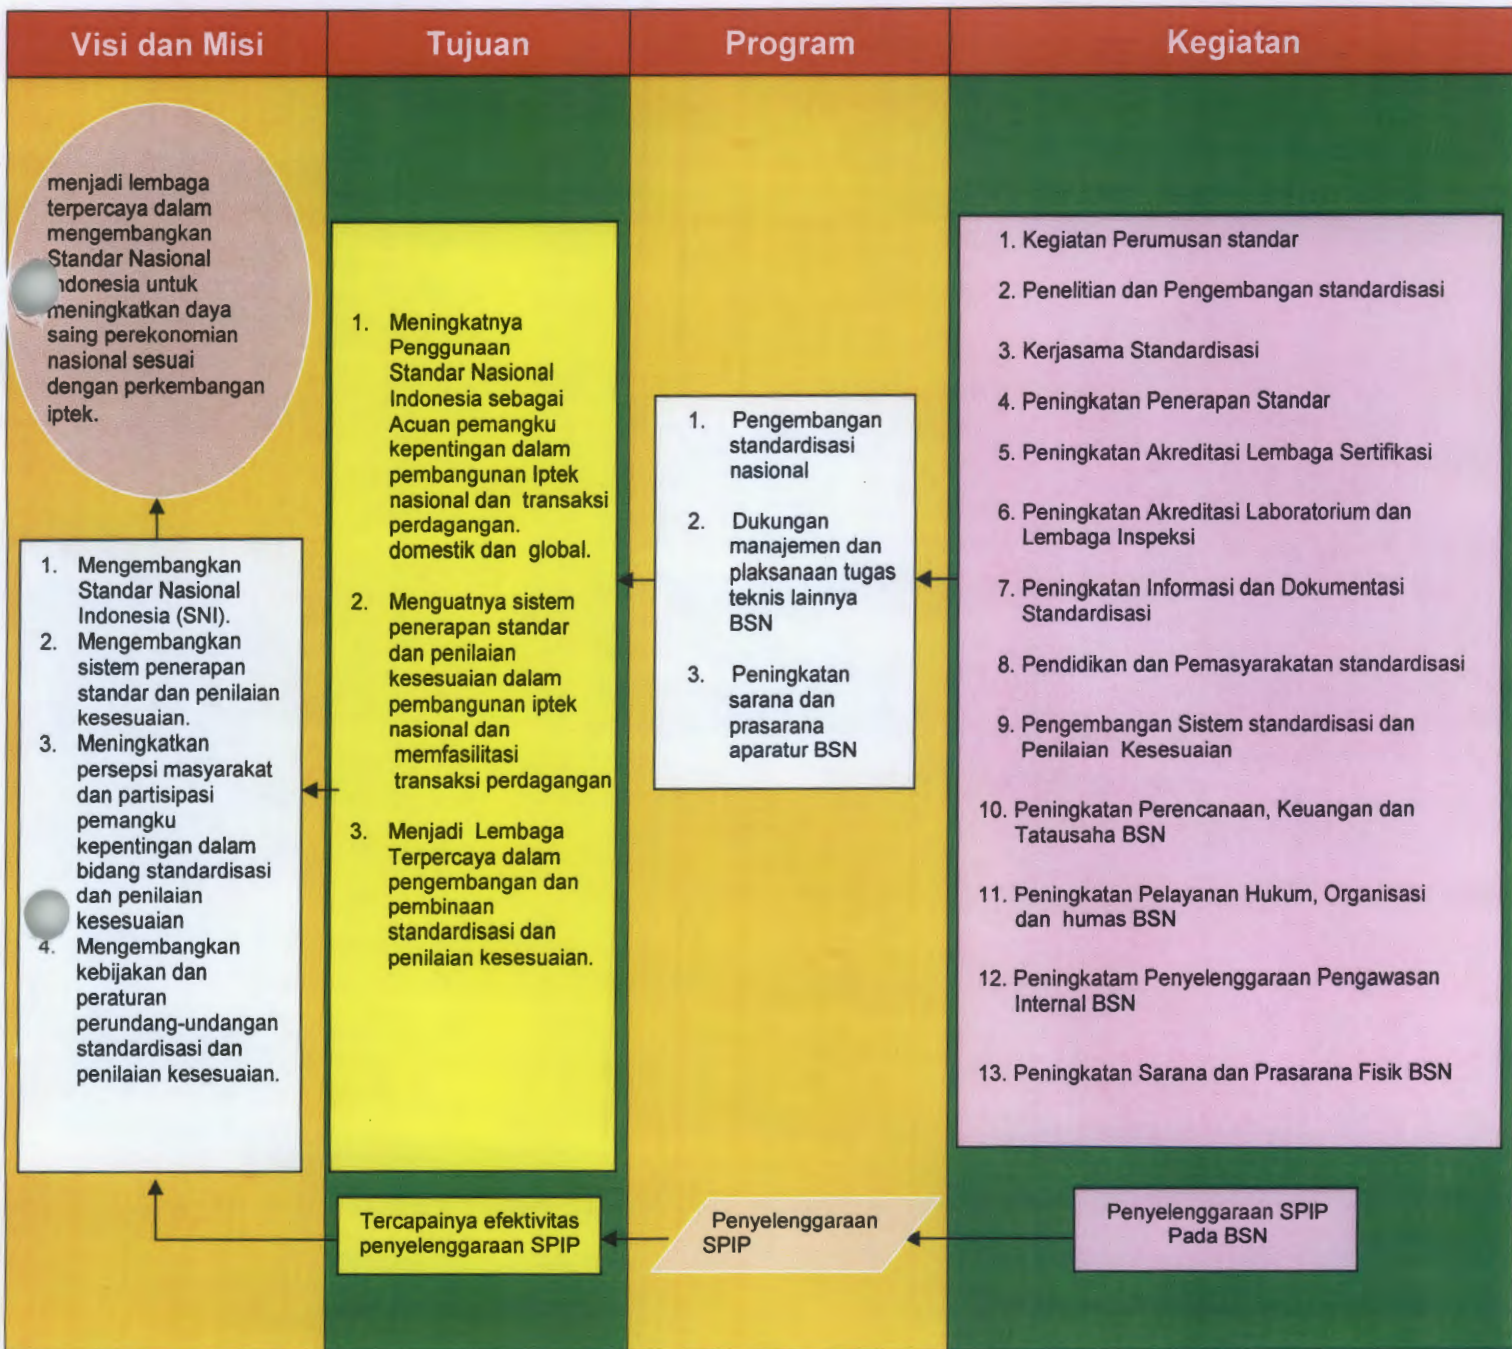 Visi dan Misi
Tujuan
Program
Kegiatan
menjadi lembaga
terpercaya dalam
mengembangkan
Standar Nasional
Indonesia untuk
meningkatkan daya
saing perekonomian
nasional sesuai
dengan perkembangan
iptek.
1. Mengembangkan
Standar Nasional
Indonesia (SNI).
2. Mengembangkan
sistem penerapan
standar dan penilaian
kesesuaian.
3. Meningkatkan
persepsi masyarakat
dan partisipasi
pemangku
kepentingan dalam
bidang standardisasi
dan penilaian
kesesuaian
4. Mengembangkan
kebijakan dan
peraturan
perundang-undangan
standardisasi dan
penilaian kesesuaian.
1. Meningkatnya
Penggunaan
Standar Nasional
Indonesia sebagai
Acuan pemangku
kepentingan dalam
pembangunan Iptek
nasional dan transaksi
perdagangan.
domestik dan global.
2. Menguatnya sistem
penerapan standar
dan penilaian
kesesuaian dalam
pembangunan iptek
nasional dan
memfasilitasi
transaksi perdagangan
3. Menjadi Lembaga
Terpercaya dalam
pengembangan dan
pembinaan
standardisasi dan
penilaian kesesuaian.
1. Pengembangan
standardisasi
nasional
2. Dukungan
manajemen dan
plaksanaan tugas
teknis lainnya
BSN
3. Peningkatan
sarana dan
prasarana
aparatur BSN
1. Kegiatan Perumusan standar
2. Penelitian dan Pengembangan standardisasi
3. Kerjasama Standardisasi
4. Peningkatan Penerapan Standar
5. Peningkatan Akreditasi Lembaga Sertifikasi
6. Peningkatan Akreditasi Laboratorium dan
Lembaga Inspeksi
7. Peningkatan Informasi dan Dokumentasi
Standardisasi
8. Pendidikan dan Pemasyarakatan standardisasi
9. Pengembangan Sistem standardisasi dan
Penilaian Kesesuaian
10. Peningkatan Perencanaan, Keuangan dan
Tatausaha BSN
11. Peningkatan Pelayanan Hukum, Organisasi
dan humas BSN
12. Peningkatam Penyelenggaraan Pengawasan
Internal BSN
13. Peningkatan Sarana dan Prasarana Fisik BSN
Tercapainya efektivitas
penyelenggaraan SPIP
Penyelenggaraan
SPIP
Penyelenggaraan SPIP
Pada BSN